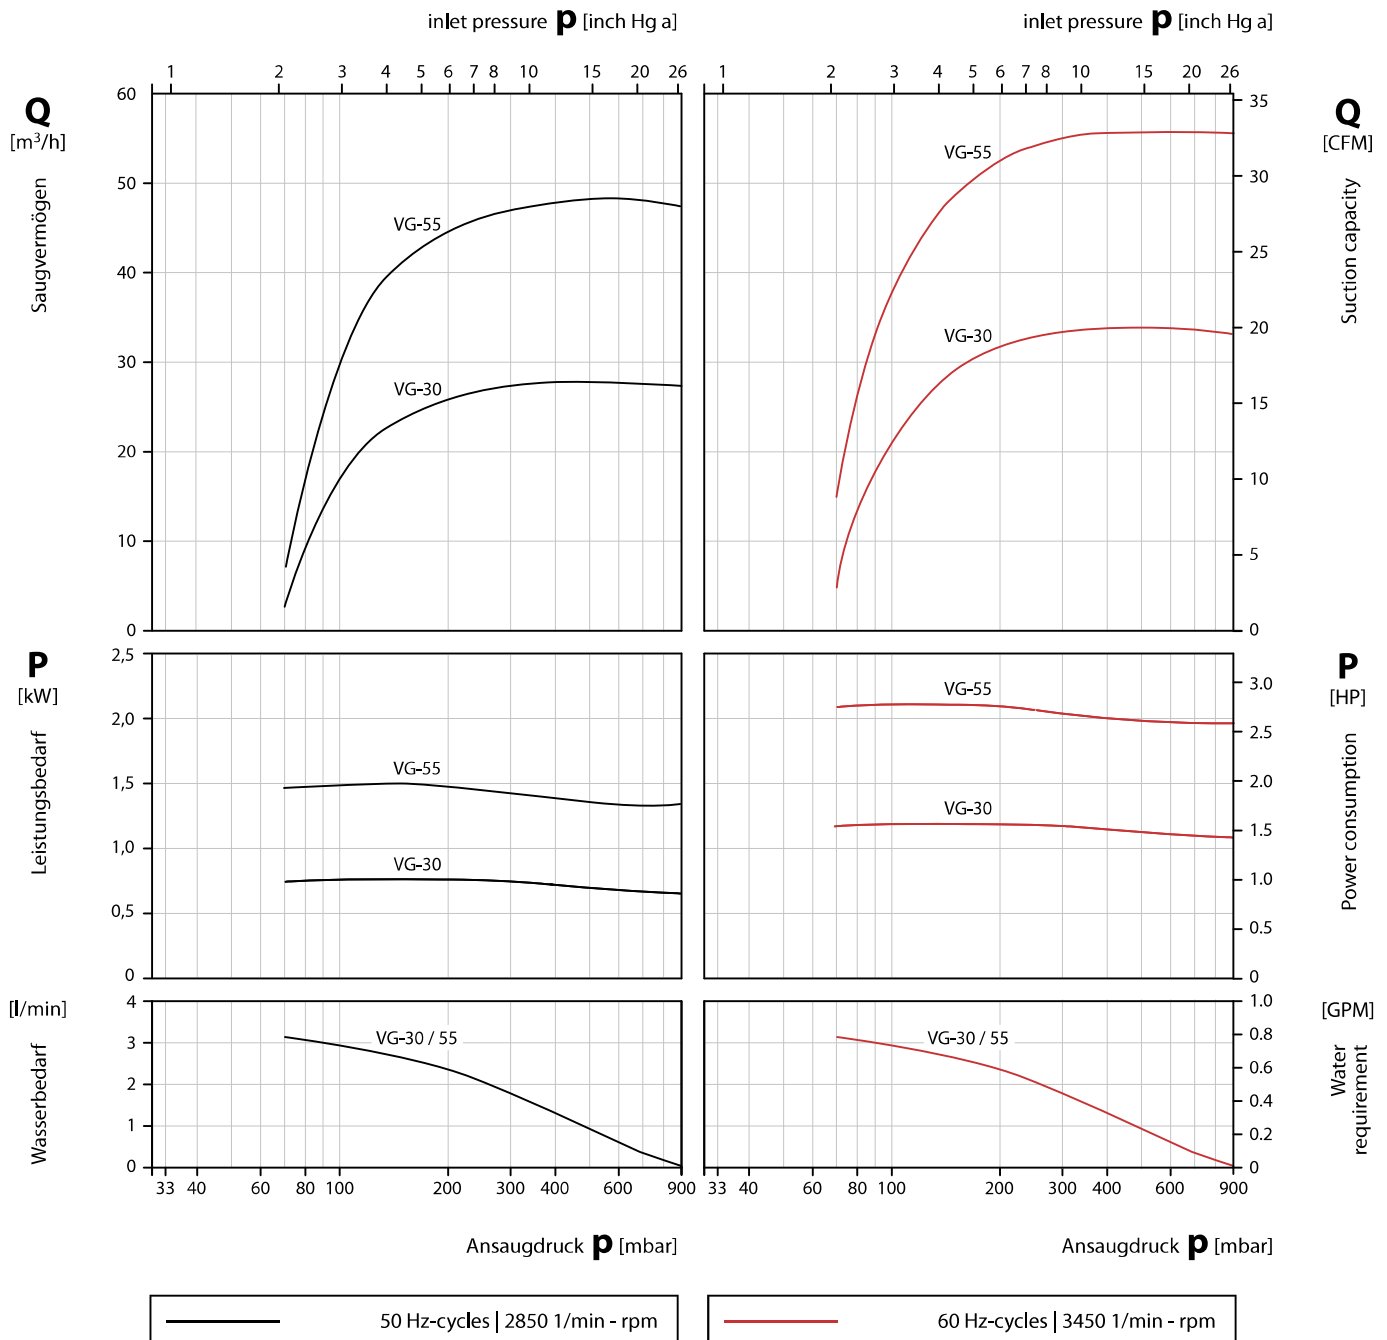 inlet pressure p [inch Hg a]
inlet pressure p [inch Hg a]
1 2 3 4 5 6 7 8 10 15 20 26
1 2 3 4 5 6 7 8 10 15 20 26
Q
[m³/h]
Saugvermögen
60
50
40
30
20
10
0
VG-55
VG-30
VG-55
VG-30
35
30
25
20
15
10
5
0
Q
[CFM]
Suction capacity
P
[kW]
Leistungsbedarf
2,5
2,0
1,5
1,0
0,5
0
VG-55
VG-30
VG-55
VG-30
3.0
2.5
2.0
1.5
1.0
0.5
0
P
[HP]
Power consumption
[l/min]
Wasserbedarf
4
3
2
1
0
VG-30 / 55
VG-30 / 55
1.0
0.8
0.6
0.4
0.2
0
[GPM]
Water
requirement
33 40 60 80 100 200 300 400 600 900
33 40 60 80 100 200 300 400 600 900
Ansaugdruck p [mbar]
Ansaugdruck p [mbar]
50 Hz-cycles | 2850 1/min - rpm
60 Hz-cycles | 3450 1/min - rpm